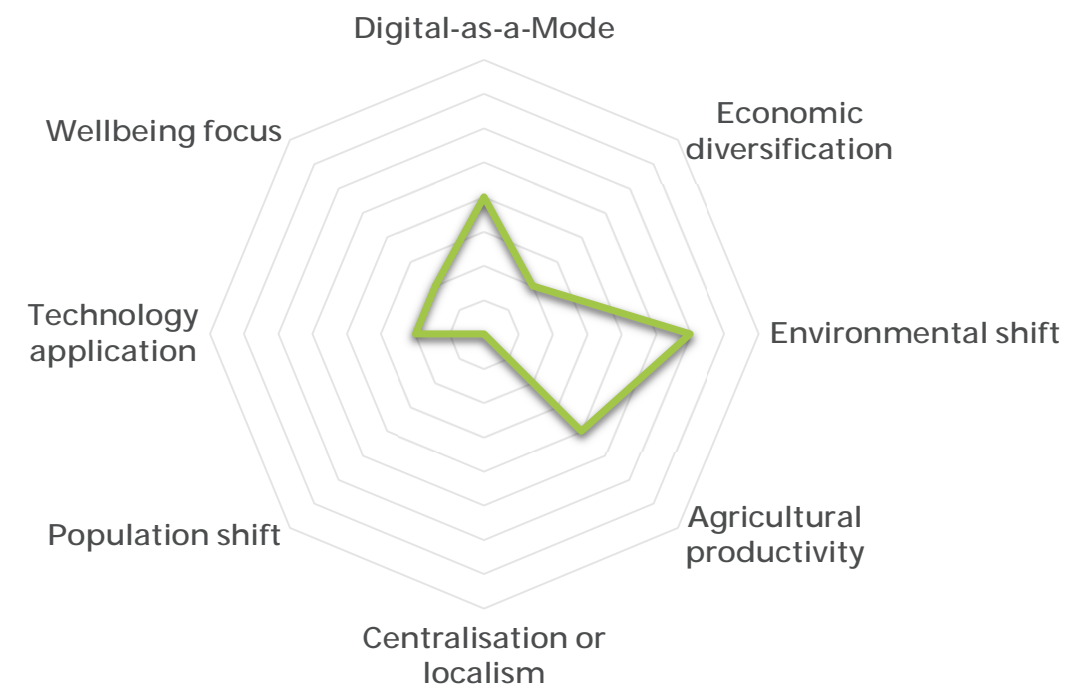 Digital-as-a-Mode
Economic
diversification
Environmental shift
Agricultural
productivity
Centralisation or
localism
Population shift
Technology
application
Wellbeing focus